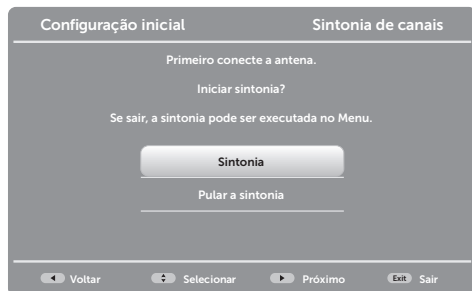 Configuração inicial Sintonia de canais
Primeiro conecte a antena.
Iniciar sintonia?
Se sair, a sintonia pode ser executada no Menu.
Sintonia
Pular a sintonia
Voltar Selecionar Próximo Exit Sair